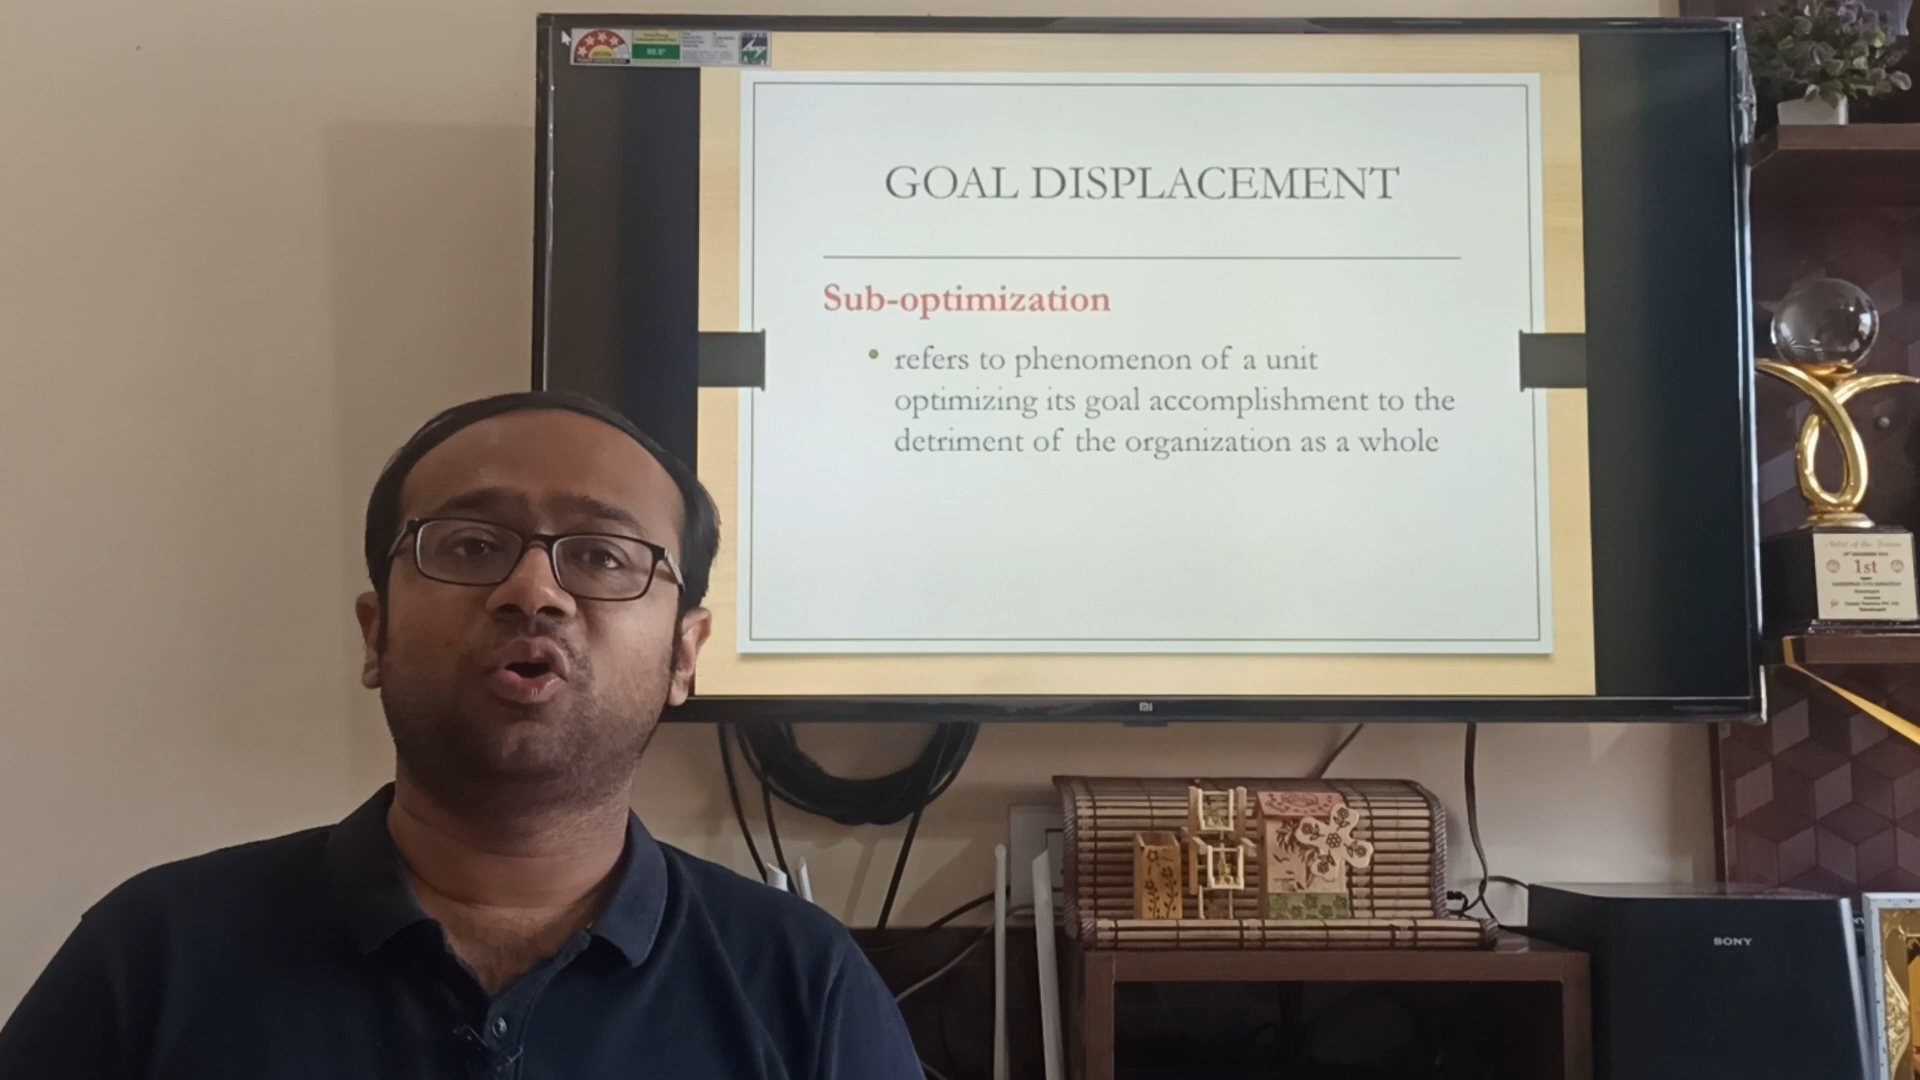 GOAL DISPLACEMENT
Sub-optimization
• refers to phenomenon of a unit
optimizing its goal accomplishment to the
detriment of the organization as a whole
mi
1st
SONY